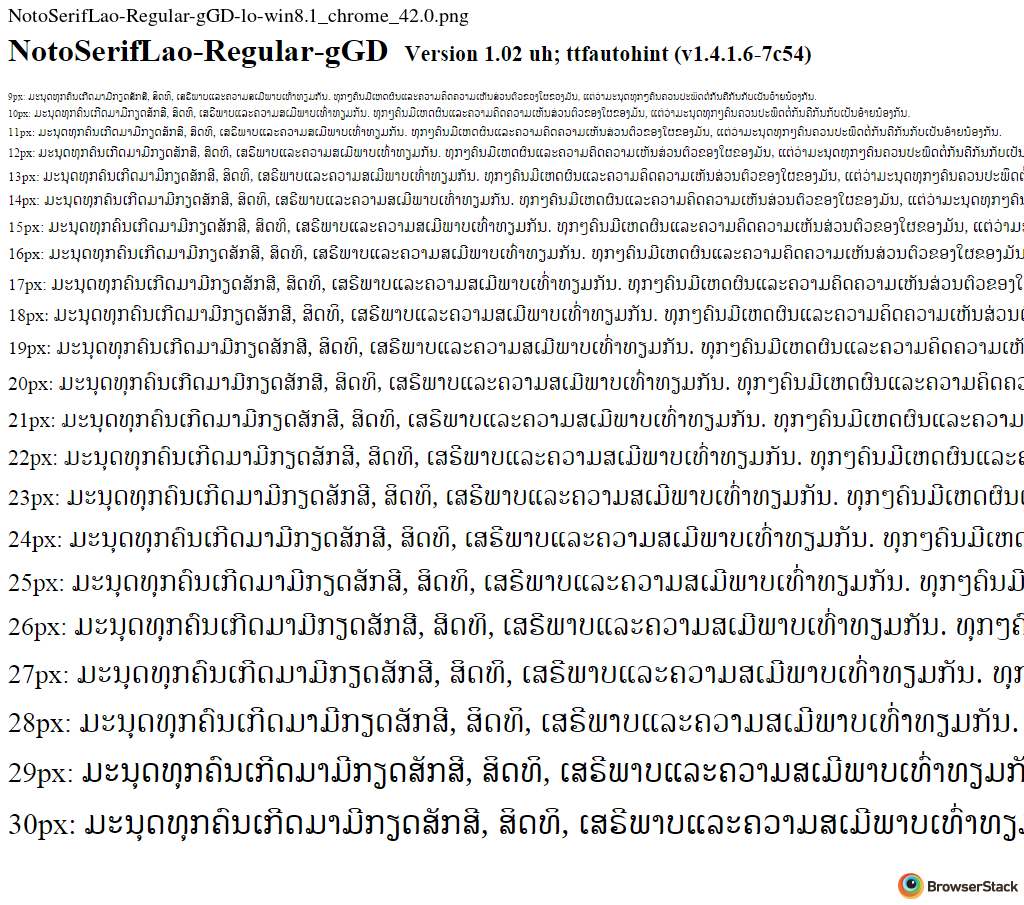 NotoSerifLao-Regular-gGD-lo-win8.1_chrome_42.0.png
NotoSerifLao-Regular-gGD Version 1.02 uh; ttfautohint (v1.4.1.6-7c54)
9px: ມະນຸດທຸກຄົນເກີດມາມີກຽດສັກສີ, ສິດທິ, ເສຣີພາບແລະຄວາມສເມີພາບເທົ່າທຽມກັນ. ທຸກໆຄົນມີເຫດຜົນແລະຄວາມຄິດຄວາມເຫັນສ່ວນຕົວຂອງໃຜຂອງມັນ, ແຕ່ວ່າມະນຸດທຸກໆຄົນຄວນປະພຶດຕໍ່ກັນຄືກັນກັບເປັນອ້າຍນ້ອງກັນ.
10px: ມະນຸດທຸກຄົນເກີດມາມີກຽດສັກສີ, ສິດທິ, ເສຣີພາບແລະຄວາມສເມີພາບເທົ່າທຽມກັນ. ທຸກໆຄົນມີເຫດຜົນແລະຄວາມຄິດຄວາມເຫັນສ່ວນຕົວຂອງໃຜຂອງມັນ, ແຕ່ວ່າມະນຸດທຸກໆຄົນຄວນປະພຶດຕໍ່ກັນຄືກັນກັບເປັນອ້າຍນ້ອງກັນ.
11px: ມະນຸດທຸກຄົນເກີດມາມີກຽດສັກສີ, ສິດທິ, ເສຣີພາບແລະຄວາມສເມີພາບເທົ່າທຽມກັນ. ທຸກໆຄົນມີເຫດຜົນແລະຄວາມຄິດຄວາມເຫັນສ່ວນຕົວຂອງໃຜຂອງມັນ, ແຕ່ວ່າມະນຸດທຸກໆຄົນຄວນປະພຶດຕໍ່ກັນຄືກັນກັບເປັນອ້າຍນ້ອງກັນ.
12px: ມະນຸດທຸກຄົນເກີດມາມີກຽດສັກສີ, ສິດທິ, ເສຣີພາບແລະຄວາມສເມີພາບເທົ່າທຽມກັນ. ທຸກໆຄົນມີເຫດຜົນແລະຄວາມຄິດຄວາມເຫັນສ່ວນຕົວຂອງໃຜຂອງມັນ, ແຕ່ວ່າມະນຸດທຸກໆຄົນຄວນປະພຶດຕໍ່ກັນຄືກັນກັບເປັນ
13px: ມະນຸດທຸກຄົນເກີດມາມີກຽດສັກສີ, ສິດທິ, ເສຣີພາບແລະຄວາມສເມີພາບເທົ່າທຽມກັນ. ທຸກໆຄົນມີເຫດຜົນແລະຄວາມຄິດຄວາມເຫັນສ່ວນຕົວຂອງໃຜຂອງມັນ, ແຕ່ວ່າມະນຸດທຸກໆຄົນຄວນປະພຶດຕໍ່
14px: ມະນຸດທຸກຄົນເກີດມາມີກຽດສັກສີ, ສິດທິ, ເສຣີພາບແລະຄວາມສເມີພາບເທົ່າທຽມກັນ. ທຸກໆຄົນມີເຫດຜົນແລະຄວາມຄິດຄວາມເຫັນສ່ວນຕົວຂອງໃຜຂອງມັນ, ແຕ່ວ່າມະນຸດທຸກໆຄົນ
15px: ມະນຸດທຸກຄົນເກີດມາມີກຽດສັກສີ, ສິດທິ, ເສຣີພາບແລະຄວາມສເມີພາບເທົ່າທຽມກັນ. ທຸກໆຄົນມີເຫດຜົນແລະຄວາມຄິດຄວາມເຫັນສ່ວນຕົວຂອງໃຜຂອງມັນ, ແຕ່ວ່າມະ
16px: ມະນຸດທຸກຄົນເກີດມາມີກຽດສັກສີ, ສິດທິ, ເສຣີພາບແລະຄວາມສເມີພາບເທົ່າທຽມກັນ. ທຸກໆຄົນມີເຫດຜົນແລະຄວາມຄິດຄວາມເຫັນສ່ວນຕົວຂອງໃຜຂອງມັນ
17px: ມະນຸດທຸກຄົນເກີດມາມີກຽດສັກສີ, ສິດທິ, ເສຣີພາບແລະຄວາມສເມີພາບເທົ່າທຽມກັນ. ທຸກໆຄົນມີເຫດຜົນແລະຄວາມຄິດຄວາມເຫັນສ່ວນຕົວຂອງໃ
18px: ມະນຸດທຸກຄົນເກີດມາມີກຽດສັກສີ, ສິດທິ, ເສຣີພາບແລະຄວາມສເມີພາບເທົ່າທຽມກັນ. ທຸກໆຄົນມີເຫດຜົນແລະຄວາມຄິດຄວາມເຫັນສ່ວນ
19px: ມະນຸດທຸກຄົນເກີດມາມີກຽດສັກສີ, ສິດທິ, ເສຣີພາບແລະຄວາມສເມີພາບເທົ່າທຽມກັນ. ທຸກໆຄົນມີເຫດຜົນແລະຄວາມຄິດຄວາມເຫັ
20px: ມະນຸດທຸກຄົນເກີດມາມີກຽດສັກສີ, ສິດທິ, ເສຣີພາບແລະຄວາມສເມີພາບເທົ່າທຽມກັນ. ທຸກໆຄົນມີເຫດຜົນແລະຄວາມຄິດຄວ
21px: ມະນຸດທຸກຄົນເກີດມາມີກຽດສັກສີ, ສິດທິ, ເສຣີພາບແລະຄວາມສເມີພາບເທົ່າທຽມກັນ. ທຸກໆຄົນມີເຫດຜົນແລະຄວາມ
22px: ມະນຸດທຸກຄົນເກີດມາມີກຽດສັກສີ, ສິດທິ, ເສຣີພາບແລະຄວາມສເມີພາບເທົ່າທຽມກັນ. ທຸກໆຄົນມີເຫດຜົນແລະຄ
23px: ມະນຸດທຸກຄົນເກີດມາມີກຽດສັກສີ, ສິດທິ, ເສຣີພາບແລະຄວາມສເມີພາບເທົ່າທຽມກັນ. ທຸກໆຄົນມີເຫດຜົນ
24px: ມະນຸດທຸກຄົນເກີດມາມີກຽດສັກສີ, ສິດທິ, ເສຣີພາບແລະຄວາມສເມີພາບເທົ່າທຽມກັນ. ທຸກໆຄົນມີເຫດ
25px: ມະນຸດທຸກຄົນເກີດມາມີກຽດສັກສີ, ສິດທິ, ເສຣີພາບແລະຄວາມສເມີພາບເທົ່າທຽມກັນ. ທຸກໆຄົນມີ
26px: ມະນຸດທຸກຄົນເກີດມາມີກຽດສັກສີ, ສິດທິ, ເສຣີພາບແລະຄວາມສເມີພາບເທົ່າທຽມກັນ. ທຸກໆຄົ
27px: ມະນຸດທຸກຄົນເກີດມາມີກຽດສັກສີ, ສິດທິ, ເສຣີພາບແລະຄວາມສເມີພາບເທົ່າທຽມກັນ. ທຸກ
28px: ມະນຸດທຸກຄົນເກີດມາມີກຽດສັກສີ, ສິດທິ, ເສຣີພາບແລະຄວາມສເມີພາບເທົ່າທຽມກັນ.
29px: ມະນຸດທຸກຄົນເກີດມາມີກຽດສັກສີ, ສິດທິ, ເສຣີພາບແລະຄວາມສເມີພາບເທົ່າທຽມກັ
30px: ມະນຸດທຸກຄົນເກີດມາມີກຽດສັກສີ, ສິດທິ, ເສຣີພາບແລະຄວາມສເມີພາບເທົ່າທຽ
BrowserStack